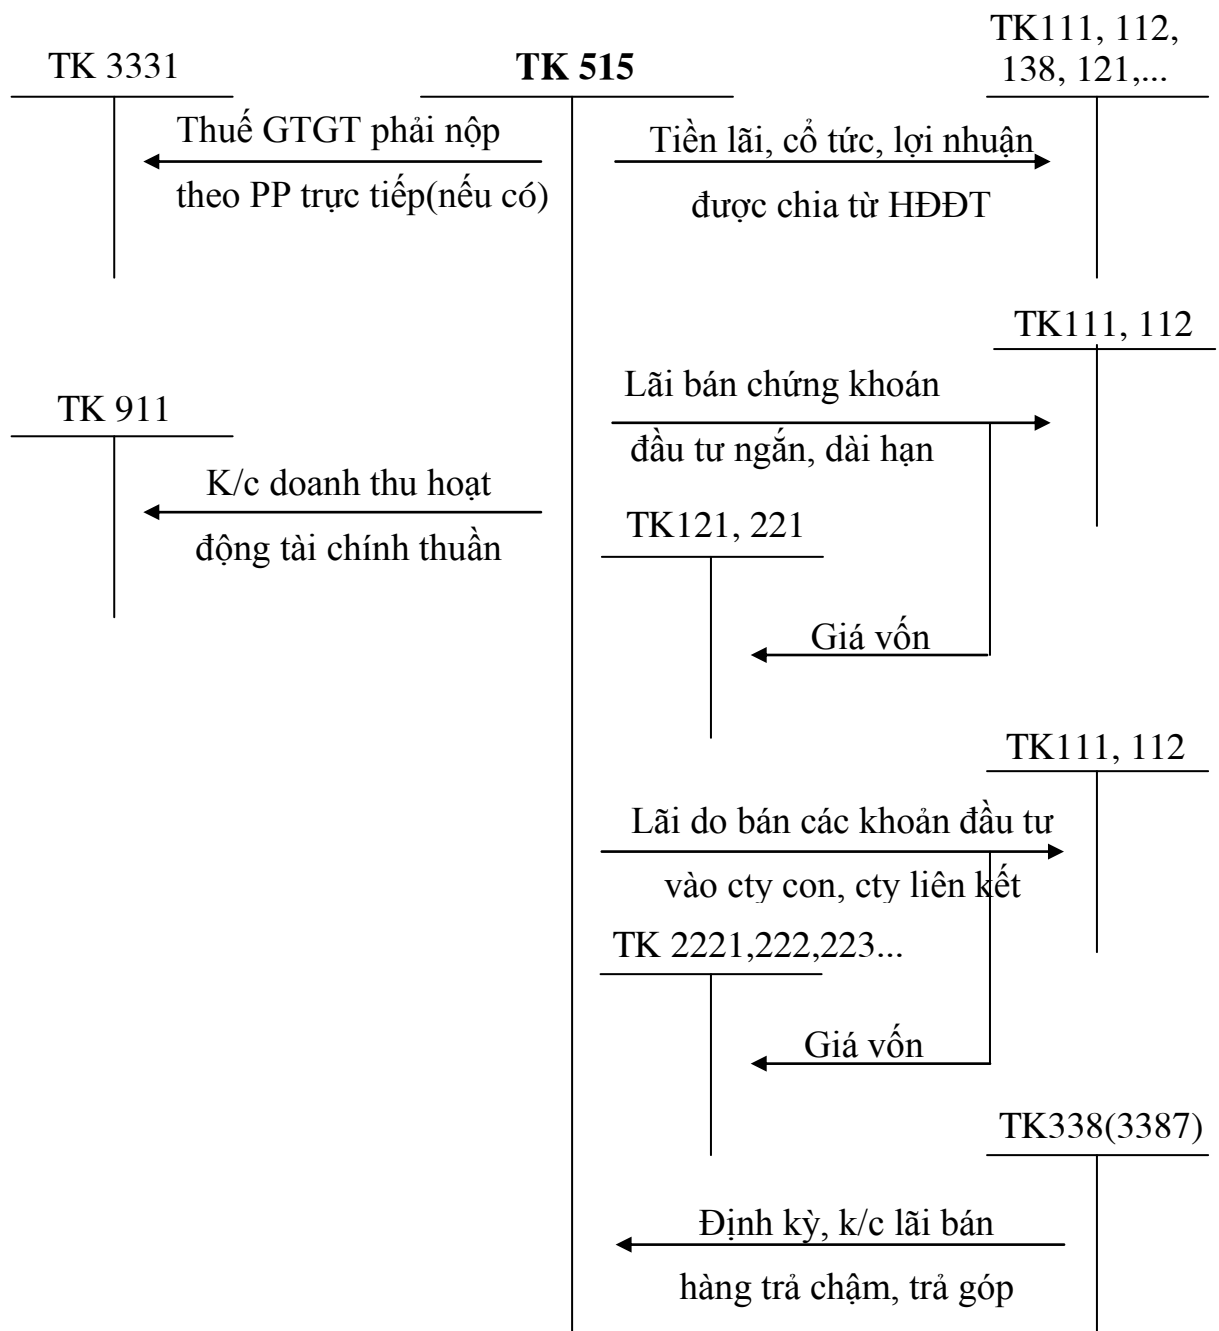 TK 3331
TK 515
TK111, 112,
138, 121,...
Thuế GTGT phải nộp
theo PP trực tiếp(nếu có)
Tiền lãi, cổ tức, lợi nhuận
được chia từ HĐĐT
TK111, 112
Lãi bán chứng khoán
đầu tư ngắn, dài hạn
TK 911
K/c doanh thu hoạt
động tài chính thuần
TK121, 221
Giá vốn
TK111, 112
Lãi do bán các khoản đầu tư
vào cty con, cty liên kết
TK 2221,222,223...
Giá vốn
TK338(3387)
Định kỳ, k/c lãi bán
hàng trả chậm, trả góp